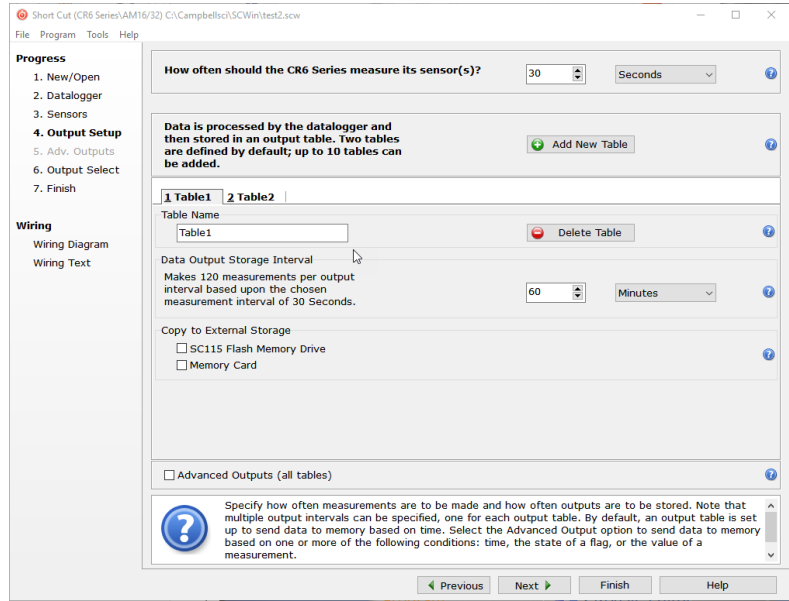 Short Cut (CR6 Series\AM16/32) C:\Campbellsci\SCWin\test2.scw
File Program Tools Help
Progress
1. New/Open
2. Datalogger
3. Sensors
4. Output Setup
5. Adv. Outputs
6. Output Select
7. Finish
Wiring
Wiring Diagram
Wiring Text
How often should the CR6 Series measure its sensor(s)?
30
Seconds
Data is processed by the datalogger and
then stored in an output table. Two tables
are defined by default; up to 10 tables can
be added.
Add New Table
1 Table1
2 Table2
Table Name
Table1
Delete Table
Data Output Storage Interval
Makes 120 measurements per output
interval based upon the chosen
measurement interval of 30 Seconds.
60
Minutes
Copy to External Storage
SC115 Flash Memory Drive
Memory Card
Advanced Outputs (all tables)
Specify how often measurements are to be made and how often outputs are to be stored. Note that
multiple output intervals can be specified, one for each output table. By default, an output table is set
up to send data to memory based on time. Select the Advanced Output option to send data to memory
based on one or more of the following conditions: time, the state of a flag, or the value of a
measurement.
Previous
Next
Finish
Help